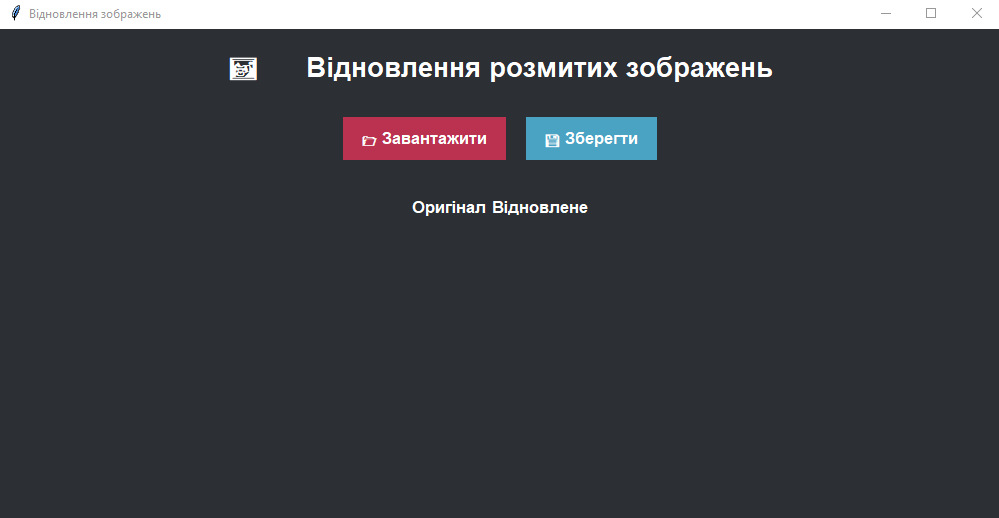 Відновлення зображень
🖼 Відновлення розмитих зображень
📂 Завантажити 💾 Зберегти
Оригінал Відновлене